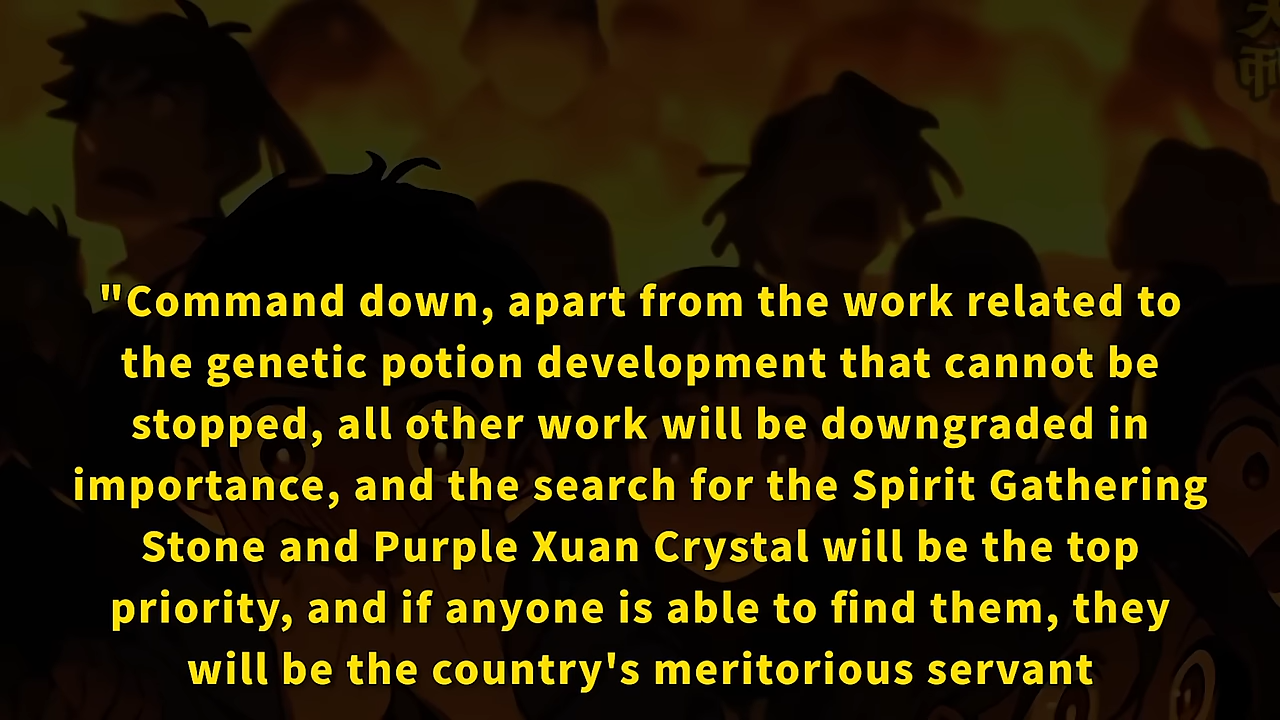 "Command down, apart from the work related to
the genetic potion development that cannot be
stopped, all other work will be downgraded in
importance, and the search for the Spirit Gathering
Stone and Purple Xuan Crystal will be the top
priority, and if anyone is able to find them, they
will be the country's meritorious servant